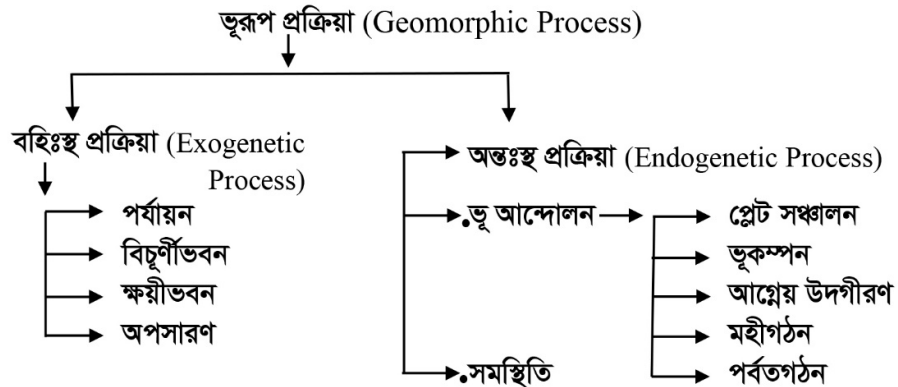 ভূরূপ প্রক্রিয়া (Geomorphic Process)
বহিঃস্থ প্রক্রিয়া (Exogenetic
Process)
পর্যায়ন
বিচূর্ণীভবন
ক্ষয়ীভবন
অপসারণ
অন্তঃস্থ প্রক্রিয়া (Endogenetic Process)
ভূ আন্দোলন
প্লেট সঞ্চালন
ভূকম্পন
আগ্নেয় উদগীরণ
মহীগঠন
পর্বতগঠন
সমস্থিতি